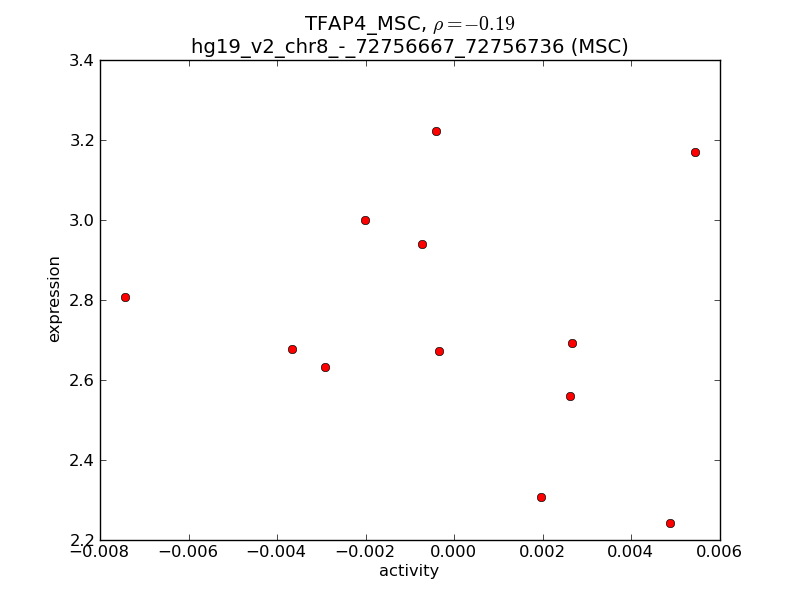 TFAP4_MSC, ρ=−0.19
hg19_v2_chr8_-_72756667_72756736 (MSC)
3.4
3.2
3.0
2.8
2.6
2.4
2.2
expression
−0.008 −0.006 −0.004 −0.002 0.000 0.002 0.004 0.006
activity